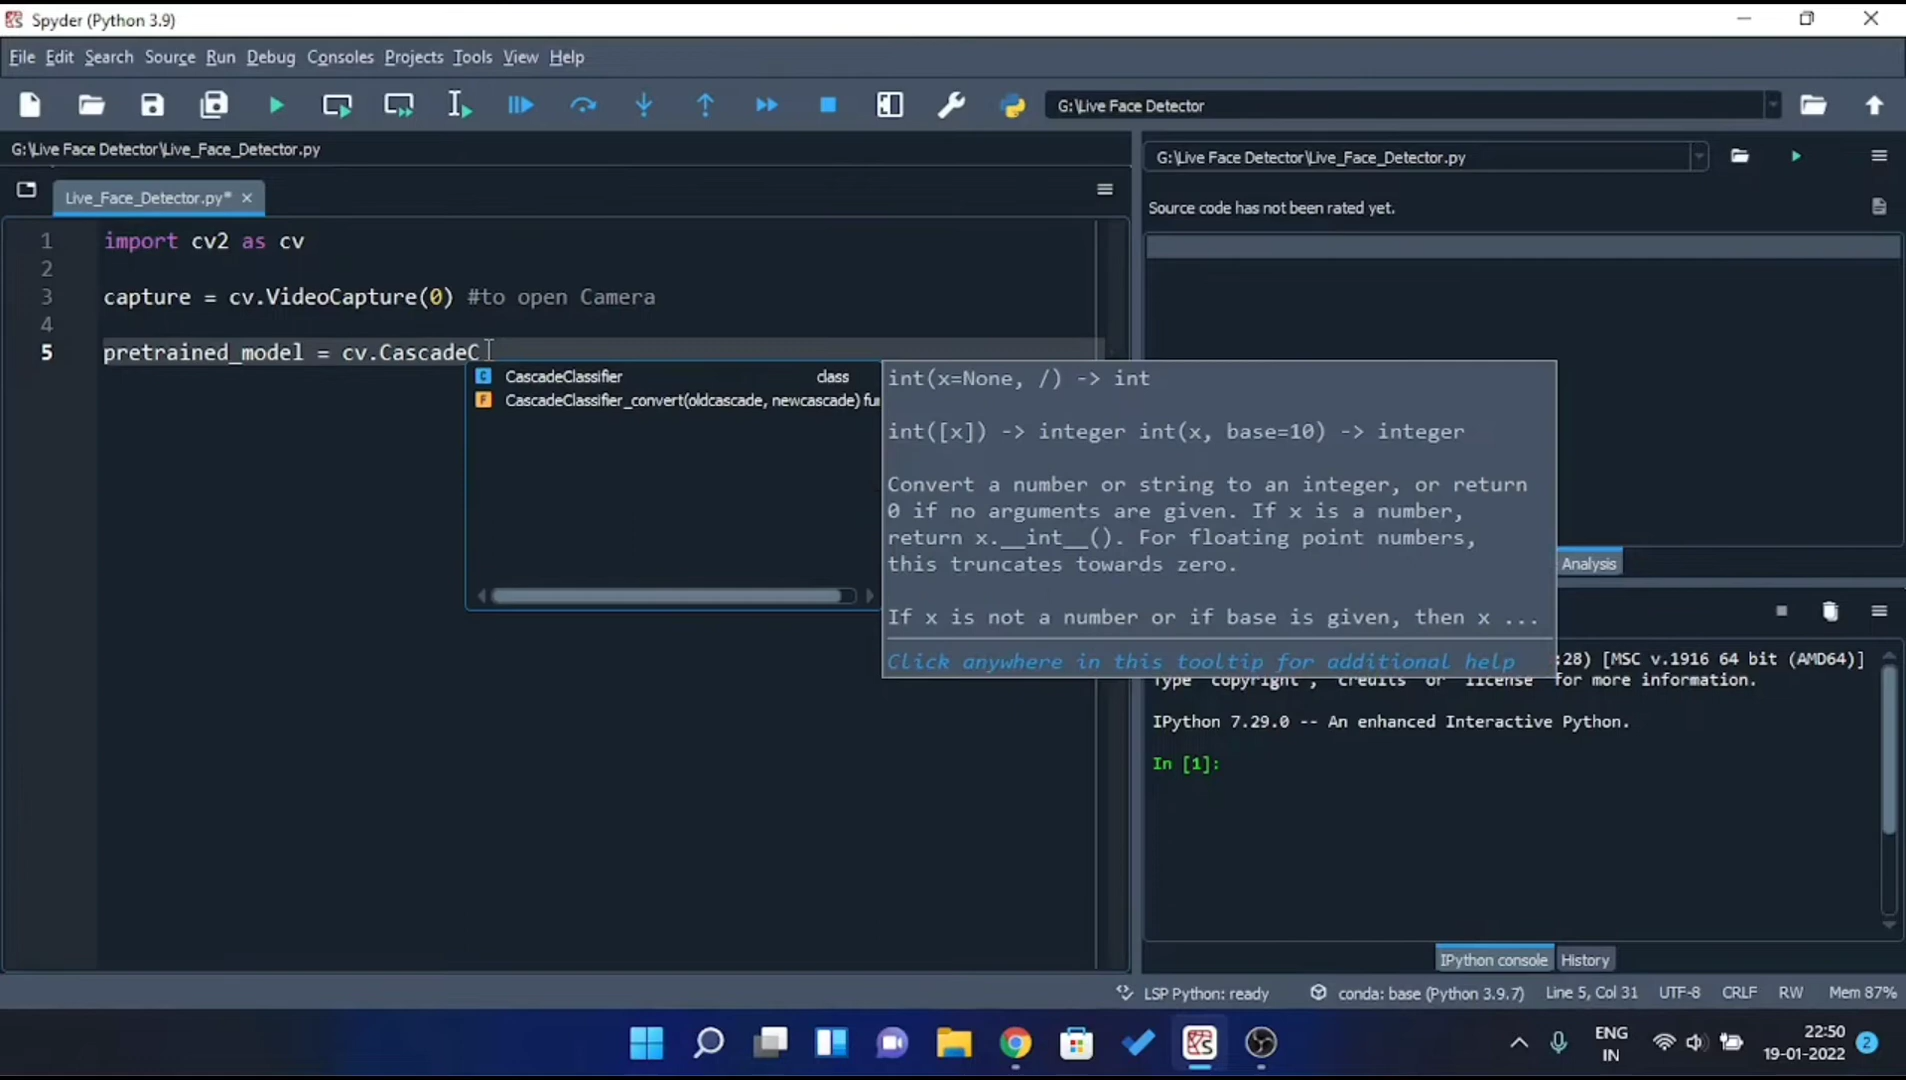 Spyder (Python 3.9)
File Edit Search Source Run Debug Consoles Projects Tools View Help
G:\Live Face Detector
G:\Live Face Detector\Live_Face_Detector.py
G:\Live Face Detector\Live_Face_Detector.py
Live_Face_Detector.py*
Source code has not been rated yet.
1 import cv2 as cv
2
3 capture = cv.VideoCapture(0) #to open Camera
4
5 pretrained_model = cv.CascadeC
CascadeClassifier class
CascadeClassifier_convert(oldcascade, newcascade) fu
int(x=None, /) -> int
int([x]) -> integer int(x, base=10) -> integer
Convert a number or string to an integer, or return
0 if no arguments are given. If x is a number,
return x.__int__(). For floating point numbers,
this truncates towards zero.
If x is not a number or if base is given, then x ...
Click anywhere in this tooltip for additional help
Analysis
:28) [MSC v.1916 64 bit (AMD64)]
Type "copyright", "credits" or "license" for more information.
IPython 7.29.0 -- An enhanced Interactive Python.
In [1]:
IPython console History
LSP Python: ready conda: base (Python 3.9.7) Line 5, Col 31 UTF-8 CRLF RW Mem 87%
ENG
IN
22:50
19-01-2022
2